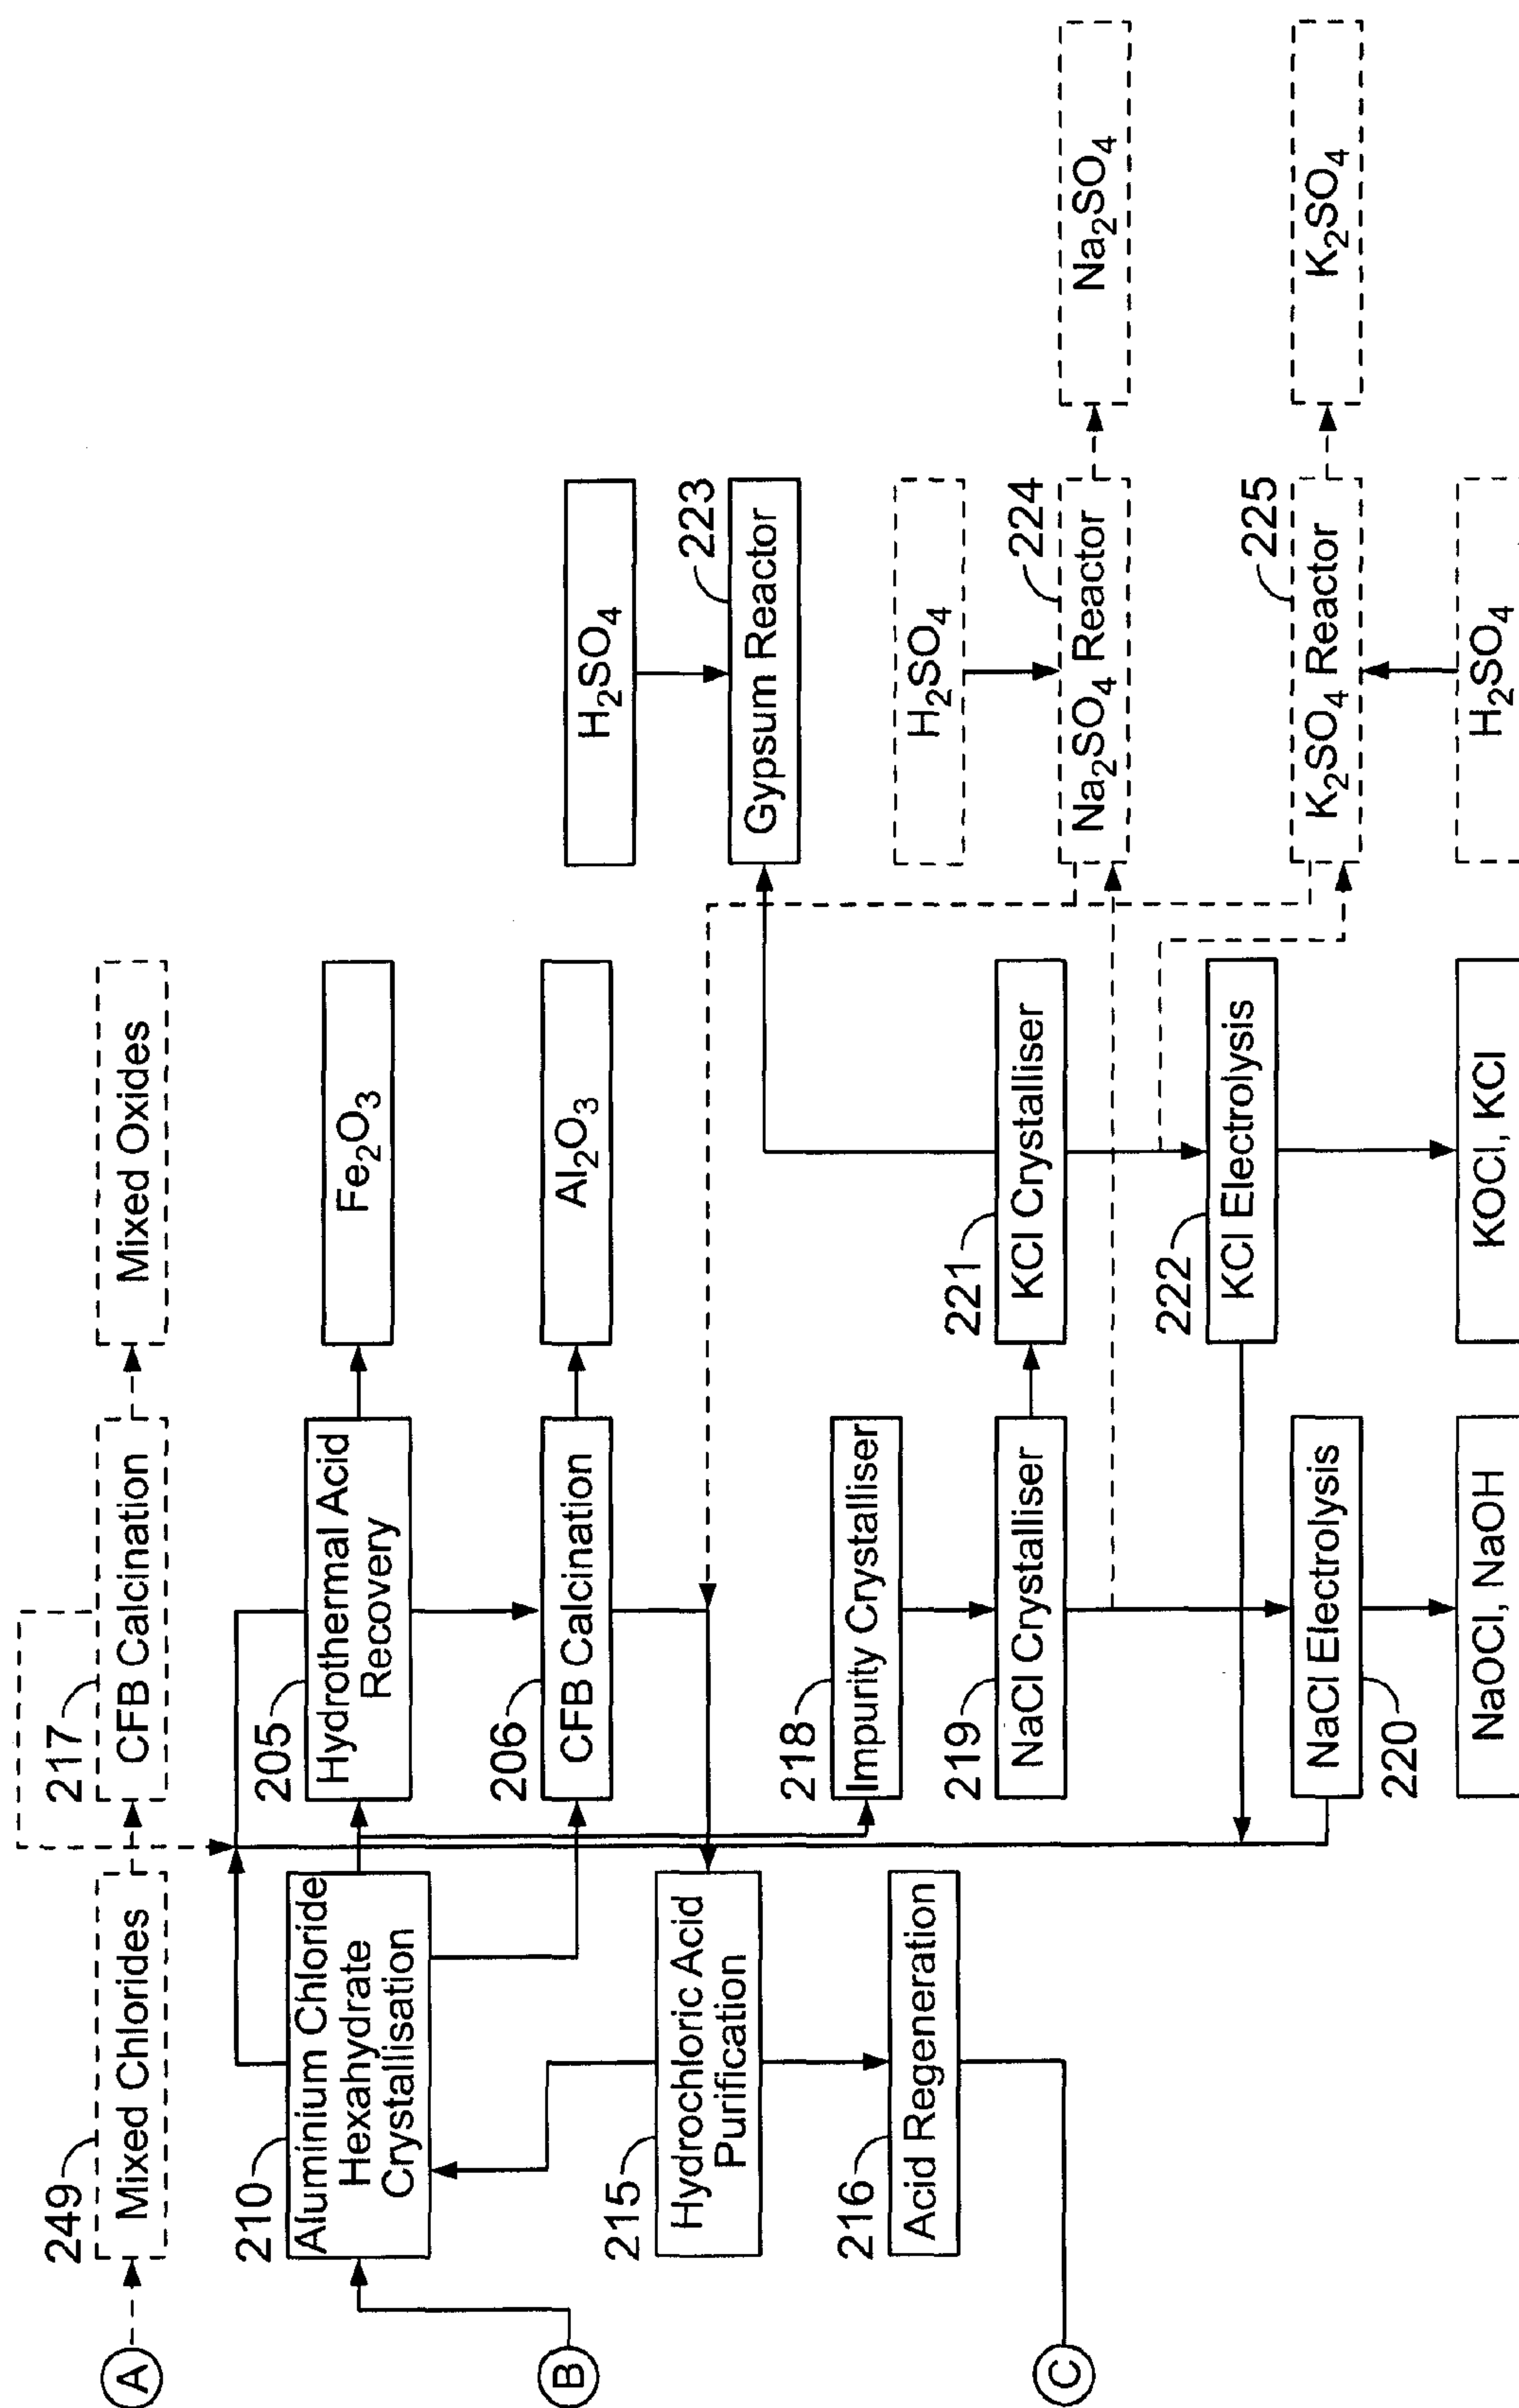 A
249
Mixed Chlorides
217
CFB Calcination
Mixed Oxides
210
Aluminium Chloride
Hexahydrate
Crystallisation
205
Hydrothermal Acid
Recovery
Fe2O3
B
206
CFB Calcination
Al2O3
H2SO4
215
Hydrochloric Acid
Purification
Gypsum Reactor
223
218
Impurity Crystalliser
216
Acid Regeneration
H2SO4
219
NaCl Crystalliser
221
KCl Crystalliser
C
Na2SO4 Reactor
224
Na2SO4
222
KCl Electrolysis
NaCl Electrolysis
220
K2SO4 Reactor
225
K2SO4
NaOCl, NaOH
KOCl, KCl
H2SO4